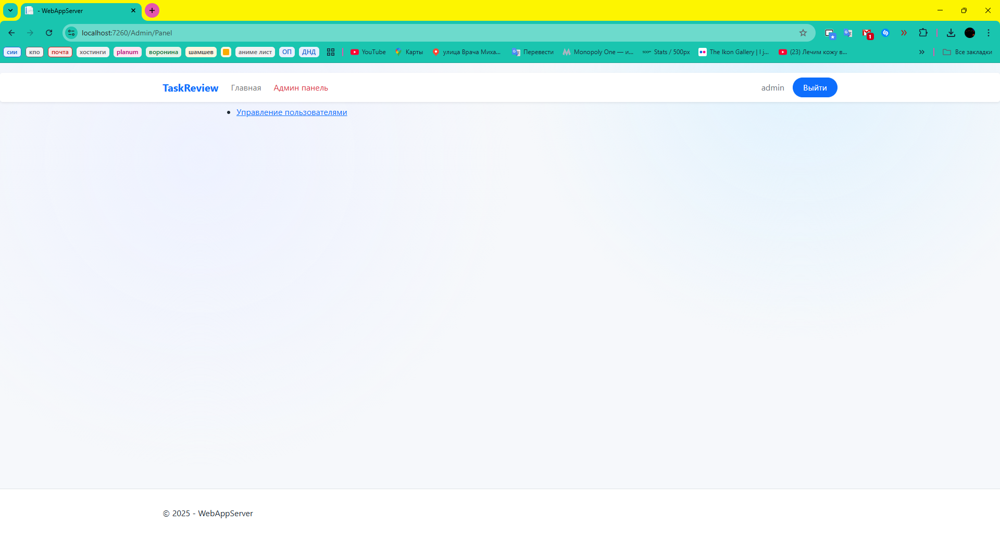 - WebAppServer
localhost:7260/Admin/Panel
1
сии кпо почта хостинги planum воронина шамшев аниме лист ОП ДНД YouTube Карты улица Врача Миха... Перевести Monopoly One — и... Stats / 500px The Ikon Gallery | I j... (23) Лечим кожу в... Все закладки
TaskReview Главная Админ панель admin Выйти
• Управление пользователями
© 2025 - WebAppServer